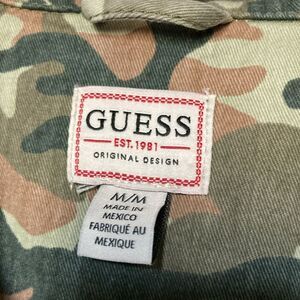 GUESS
EST. 1981
ORIGINAL DESIGN
M/M
MADE IN
MEXICO
FABRIQUÉ AU
MEXIQUE